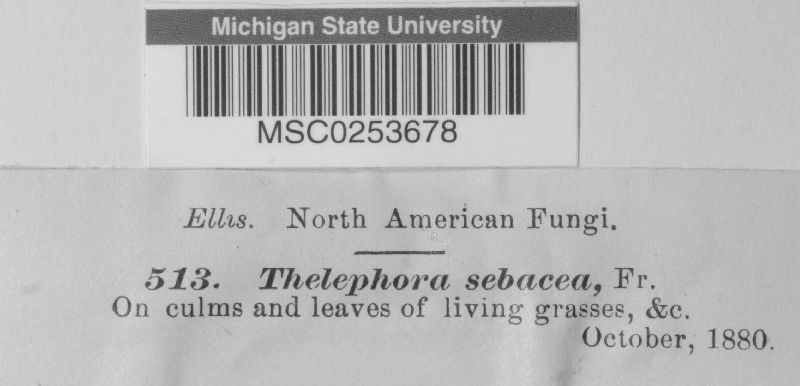 Michigan State University
MSC0253678
Ellis. North American Fungi.
513. Thelephora sebacea, Fr.
On culms and leaves of living grasses, &c.
October, 1880.